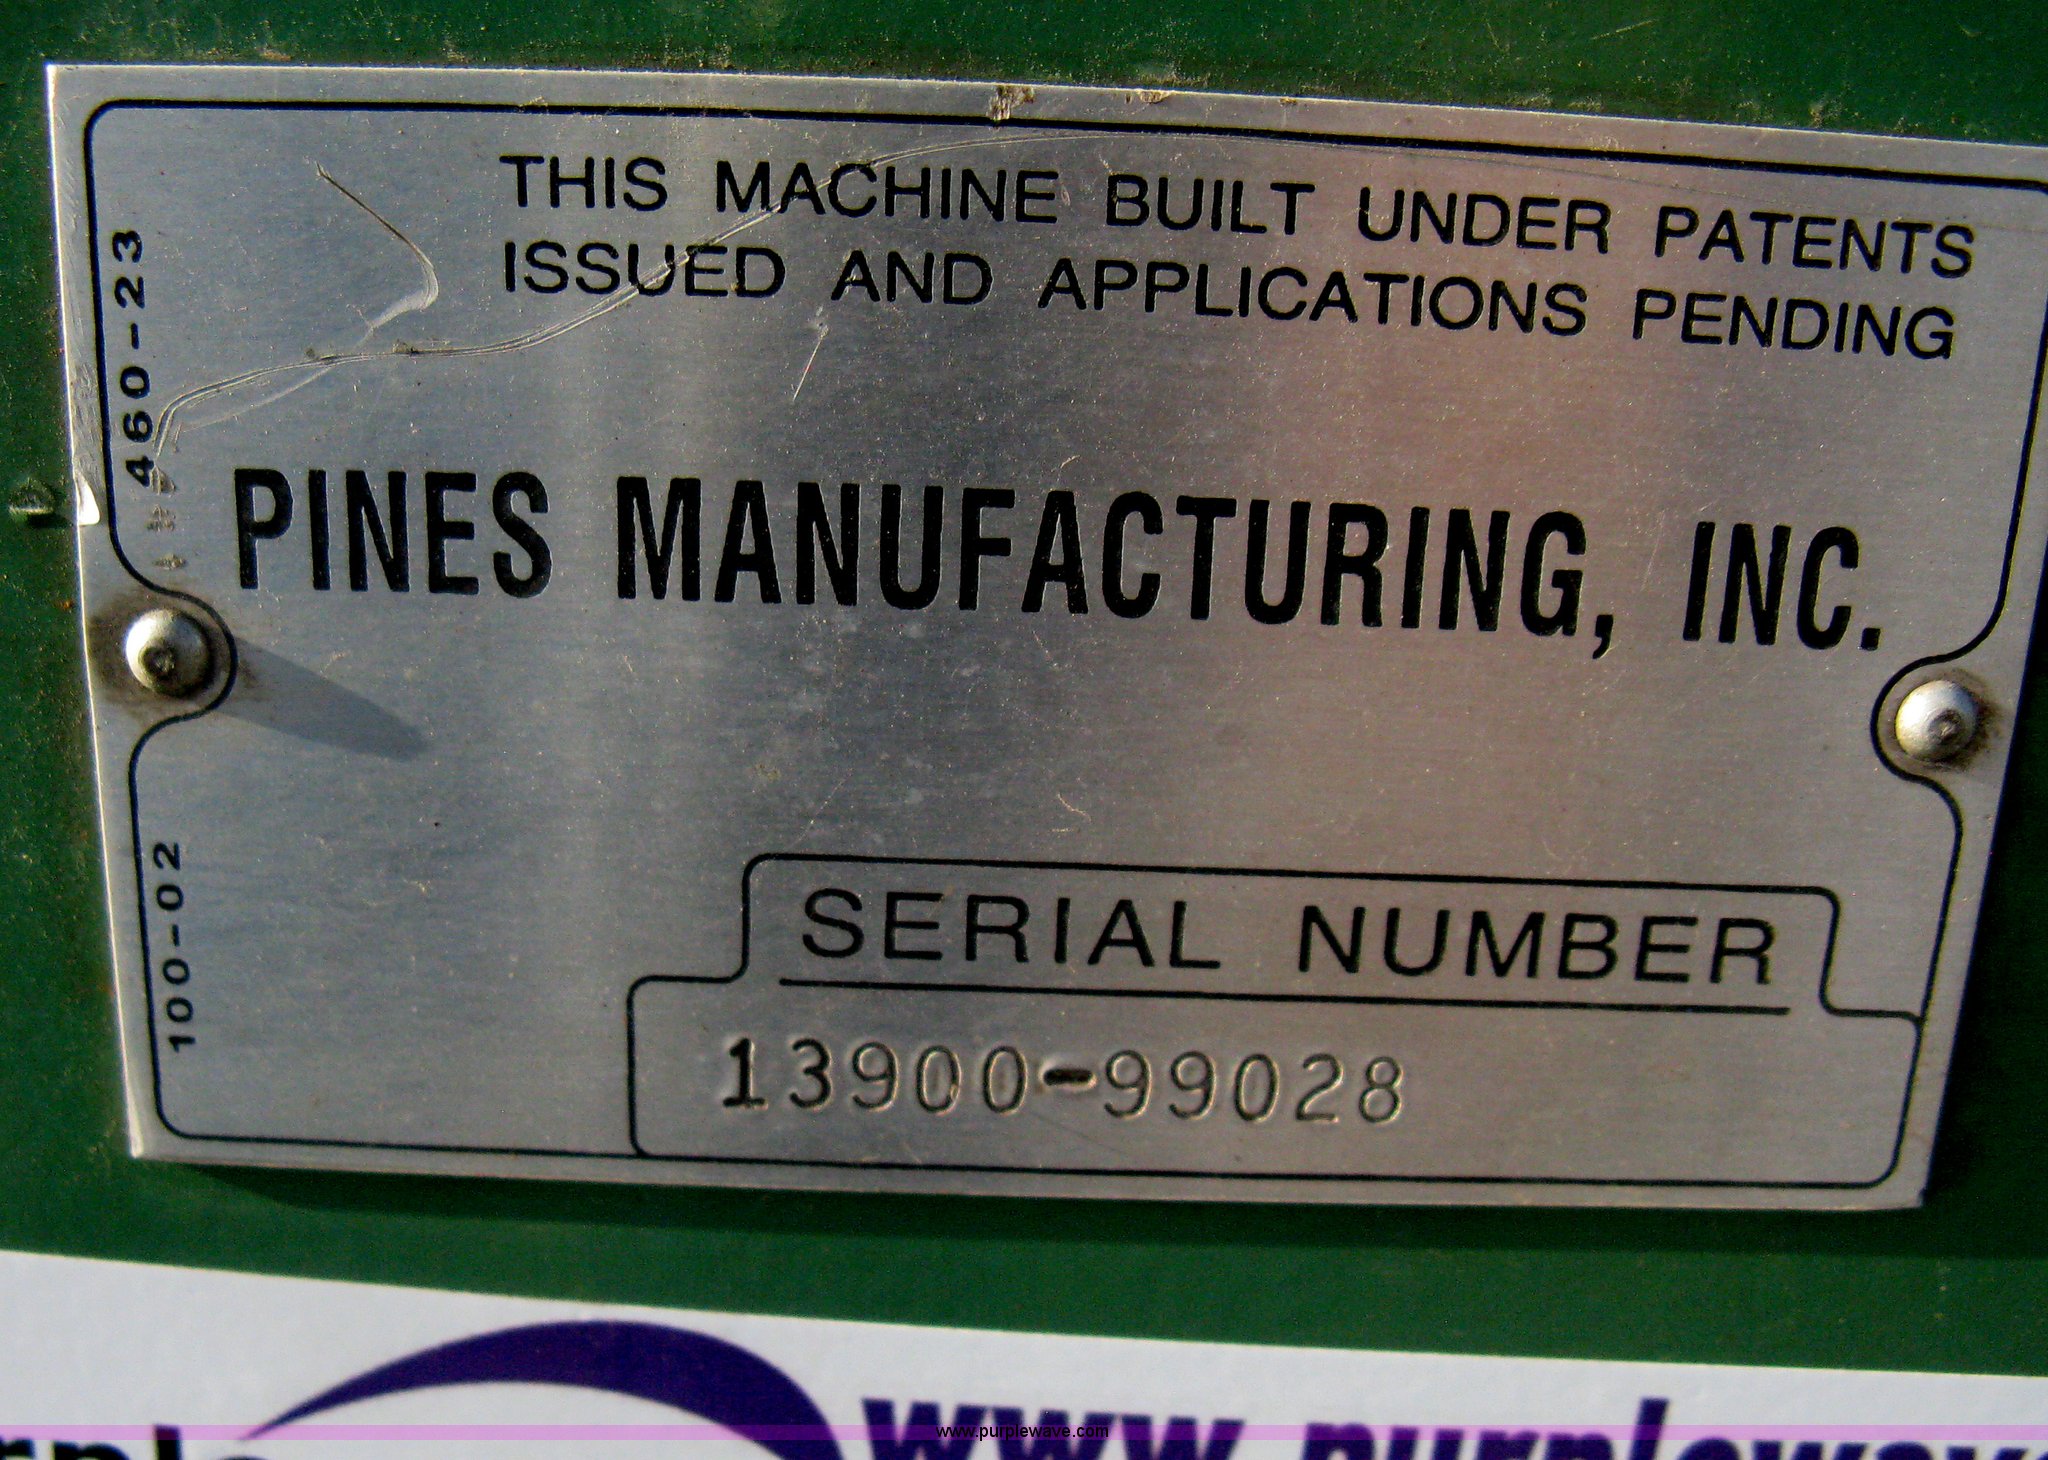 THIS MACHINE BUILT UNDER PATENTS
ISSUED AND APPLICATIONS PENDING
460-23
PINES MANUFACTURING, INC.
100-02
SERIAL NUMBER
13900-99028
www.purplewave.com